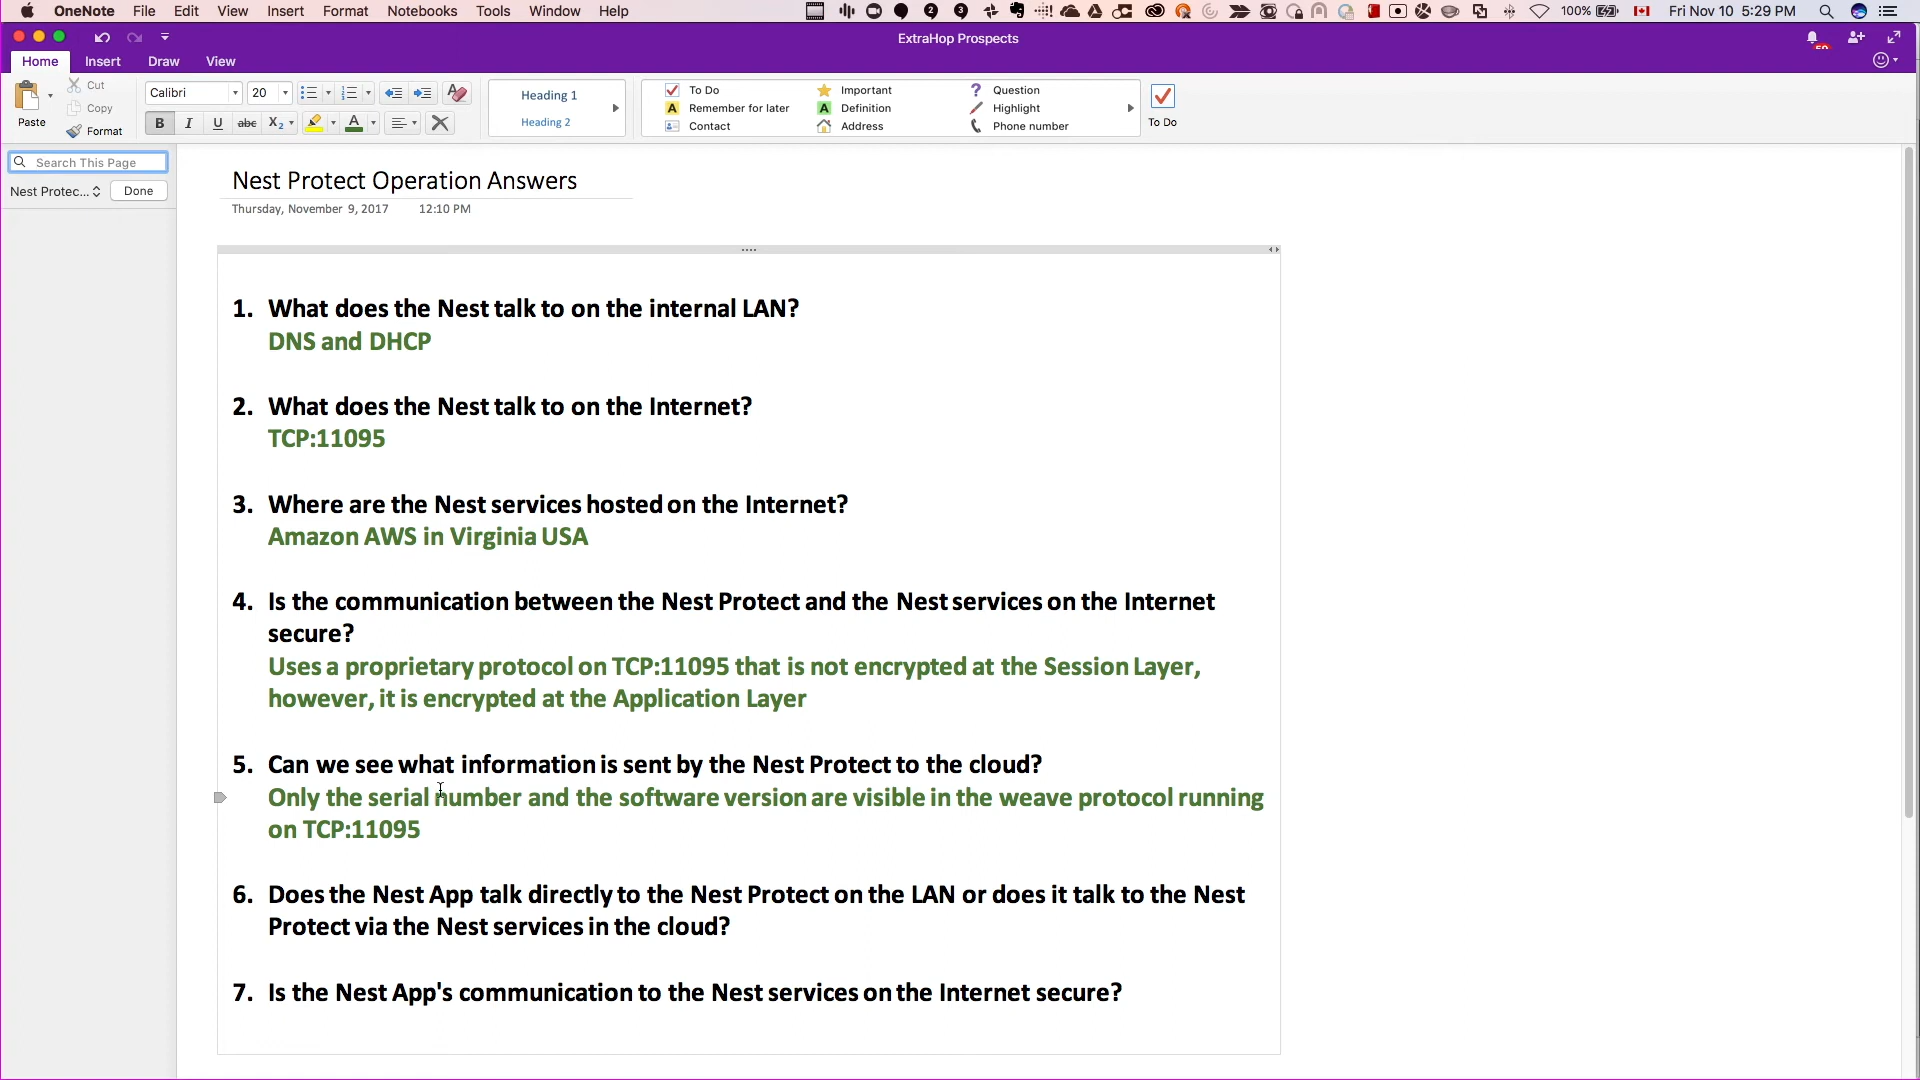 OneNote File Edit View Insert Format Notebooks Tools Window Help 100% Fri Nov 10 5:29 PM
ExtraHop Prospects
Home Insert Draw View
Paste
Cut
Copy
Format
Calibri 20
B I U abc X2 A
Heading 1
Heading 2
To Do Important Question
Remember for later Definition Highlight
Contact Address Phone number
To Do
Search This Page
Nest Protec... Done
Nest Protect Operation Answers
Thursday, November 9, 2017 12:10 PM
1. What does the Nest talk to on the internal LAN?
DNS and DHCP
2. What does the Nest talk to on the Internet?
TCP:11095
3. Where are the Nest services hosted on the Internet?
Amazon AWS in Virginia USA
4. Is the communication between the Nest Protect and the Nest services on the Internet
secure?
Uses a proprietary protocol on TCP:11095 that is not encrypted at the Session Layer,
however, it is encrypted at the Application Layer
5. Can we see what information is sent by the Nest Protect to the cloud?
Only the serial number and the software version are visible in the weave protocol running
on TCP:11095
6. Does the Nest App talk directly to the Nest Protect on the LAN or does it talk to the Nest
Protect via the Nest services in the cloud?
7. Is the Nest App's communication to the Nest services on the Internet secure?